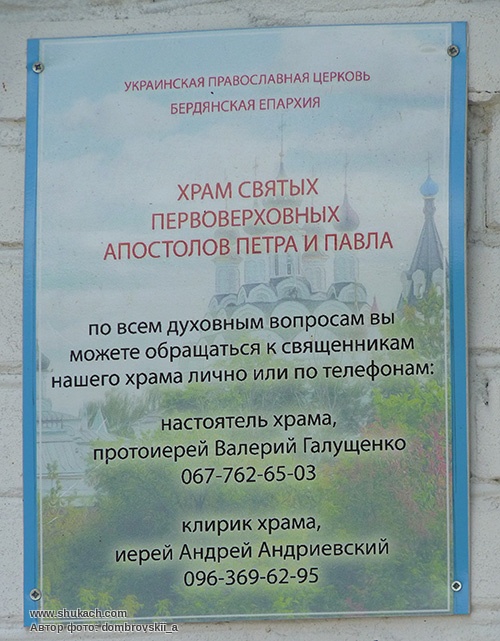 УКРАИНСКАЯ ПРАВОСЛАВНАЯ ЦЕРКОВЬ
БЕРДЯНСКАЯ ЕПАРХИЯ
ХРАМ СВЯТЫХ
ПЕРВОВЕРХОВНЫХ
АПОСТОЛОВ ПЕТРА И ПАВЛА
по всем духовным вопросам вы
можете обращаться к священникам
нашего храма лично или по телефонам:
настоятель храма,
протоиерей Валерий Галущенко
067-762-65-03
клирик храма,
иерей Андрей Андриевский
096-369-62-95
www.shukach.com
Автор фото: dombrovskii_a